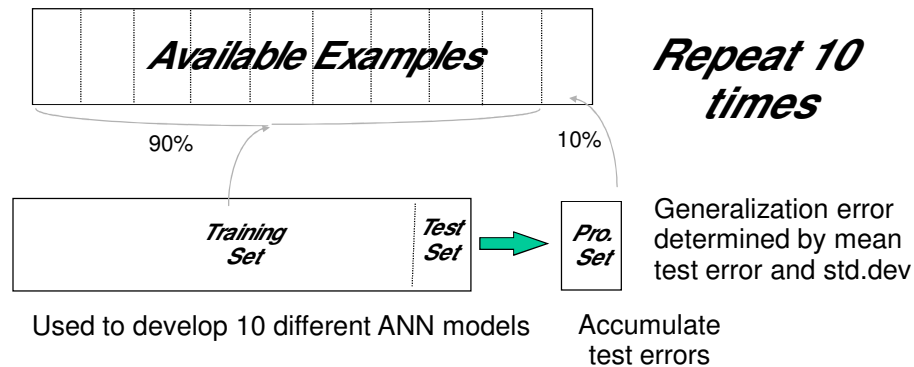 Available Examples
Repeat 10
times
90%
10%
Training
Set
Test
Set
Pro.
Set
Generalization error
determined by mean
test error and std.dev
Used to develop 10 different ANN models
Accumulate
test errors